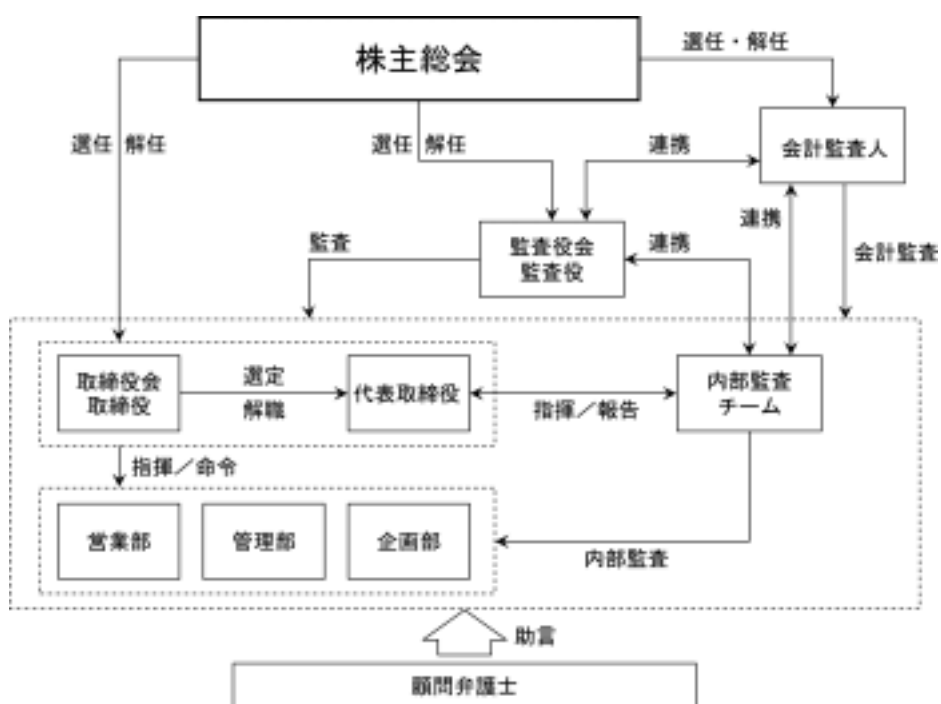 株主総会
選任・解任
選任 解任
選任 解任
連携
会計監査人
連携
監査
監査役会
監査役
連携
会計監査
取締役会
取締役
選定
解職
代表取締役
指揮／報告
内部監査
チーム
指揮／命令
営業部
管理部
企画部
内部監査
助言
顧問弁護士